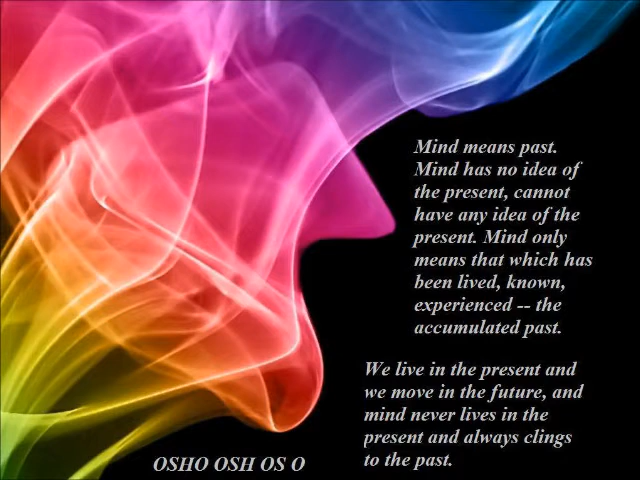 Mind means past.
Mind has no idea of
the present, cannot
have any idea of the
present. Mind only
means that which has
been lived, known,
experienced -- the
accumulated past.
We live in the present and
we move in the future, and
mind never lives in the
present and always clings
to the past.
OSHO OSH OS O